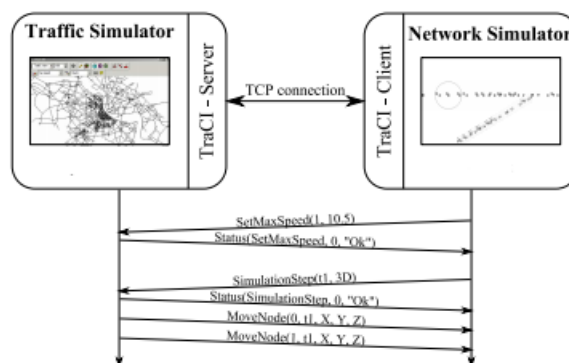 Traffic Simulator
TraCI - Server
TCP connection
TraCI - Client
Network Simulator
SetMaxSpeed(1, 10.5)
Status(SetMaxSpeed, 0, "Ok")
SimulationStep(t1, 3D)
Status(SimulationStep, 0, "Ok")
MoveNode(0, t1, X, Y, Z)
MoveNode(1, t1, X, Y, Z)